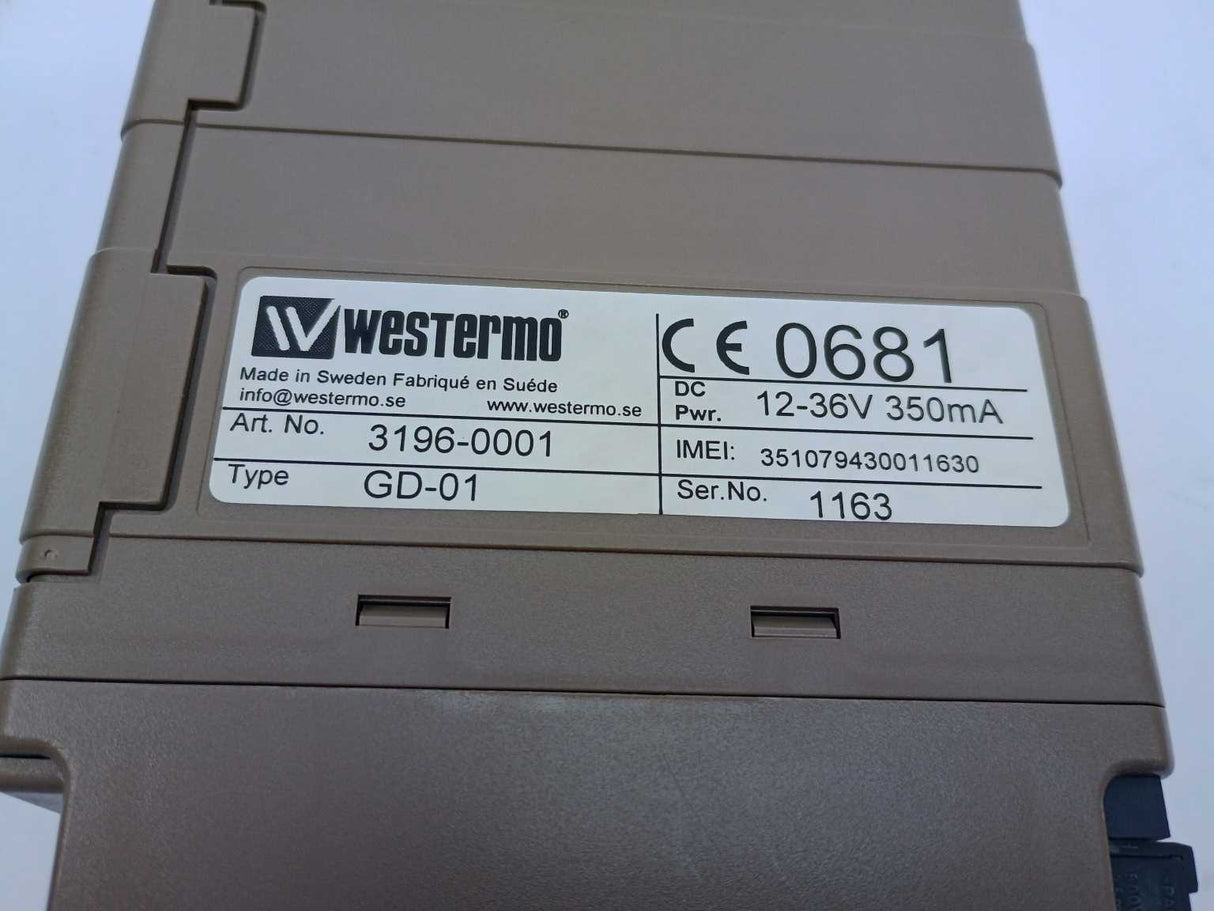 WESTERMO®
Made in Sweden Fabriqué en Suéde
info@westermo.se www.westermo.se
Art. No. 3196-0001
Type GD-01
CE 0681
DC
Pwr. 12-36V 350mA
IMEI: 351079430011630
Ser.No. 1163